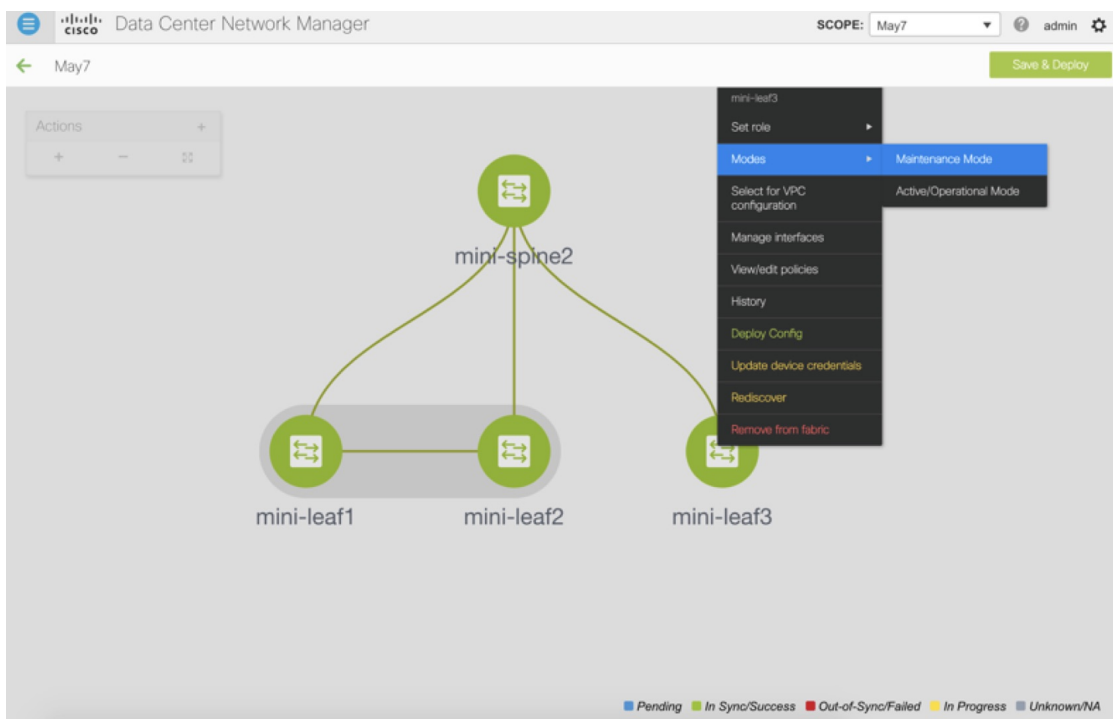 CISCO Data Center Network Manager SCOPE: May7 admin
May7 Save & Deploy
Actions
mini-leaf3
Set role
Modes
Maintenance Mode
Active/Operational Mode
Select for VPC
configuration
Manage interfaces
View/edit policies
History
Deploy Config
Update device credentials
Rediscover
Remove from fabric
mini-spine2
mini-leaf1
mini-leaf2
mini-leaf3
Pending In Sync/Success Out-of-Sync/Failed In Progress Unknown/NA